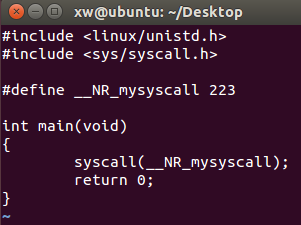 xw@ubuntu: ~/Desktop
#include <linux/unistd.h>
#include <sys/syscall.h>
#define __NR_mysyscall 223
int main(void)
{
        syscall(__NR_mysyscall);
        return 0;
}
~